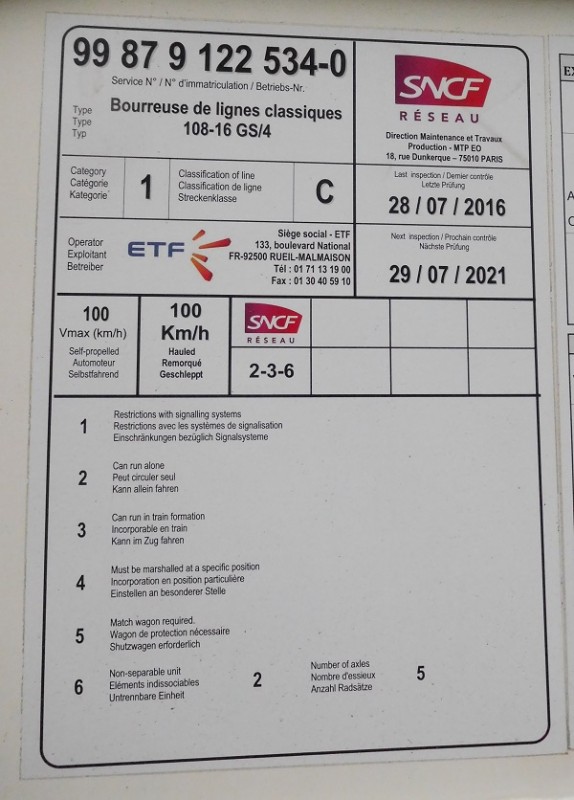 99 87 9 122 534-0
Service N° / N° d'immatriculation / Betriebs-Nr.
Type
Type
Typ
Bourreuse de lignes classiques
108-16 GS/4
SNCF
RÉSEAU
Direction Maintenance et Travaux
Production - MTP EO
18, rue Dunkerque – 75010 PARIS
Category
Catégorie
Kategorie
1
Classification of line
Classification de ligne
Streckenklasse
C
Last inspection / Dernier contrôle
Letzte Prüfung
28 / 07 / 2016
Operator
Exploitant
Betreiber
ETF
Siège social - ETF
133, boulevard National
FR-92500 RUEIL-MALMAISON
Tél : 01 71 13 19 00
Fax : 01 30 40 59 10
Next inspection / Prochain contrôle
Nächste Prüfung
29 / 07 / 2021
100
Vmax (km/h)
Self-propelled
Automoteur
Selbstfahrend
100
Km/h
Hauled
Remorqué
Geschleppt
SNCF
RÉSEAU
2-3-6
1
Restrictions with signalling systems
Restrictions avec les systèmes de signalisation
Einschränkungen bezüglich Signalsysteme
2
Can run alone
Peut circuler seul
Kann allein fahren
3
Can run in train formation
Incorporable en train
Kann im Zug fahren
4
Must be marshalled at a specific position
Incorporation en position particulière
Einstellen an besonderer Stelle
5
Match wagon required.
Wagon de protection nécessaire
Shutzwagen erforderlich
6
Non-separable unit
Eléments indissociables
Untrennbare Einheit
2
Number of axles
Nombre d'essieux
Anzahl Radsätze
5